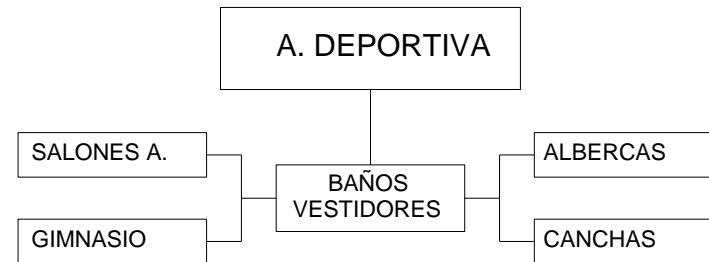 A. DEPORTIVA
SALONES A.
ALBERCAS
BAÑOS
VESTIDORES
GIMNASIO
CANCHAS